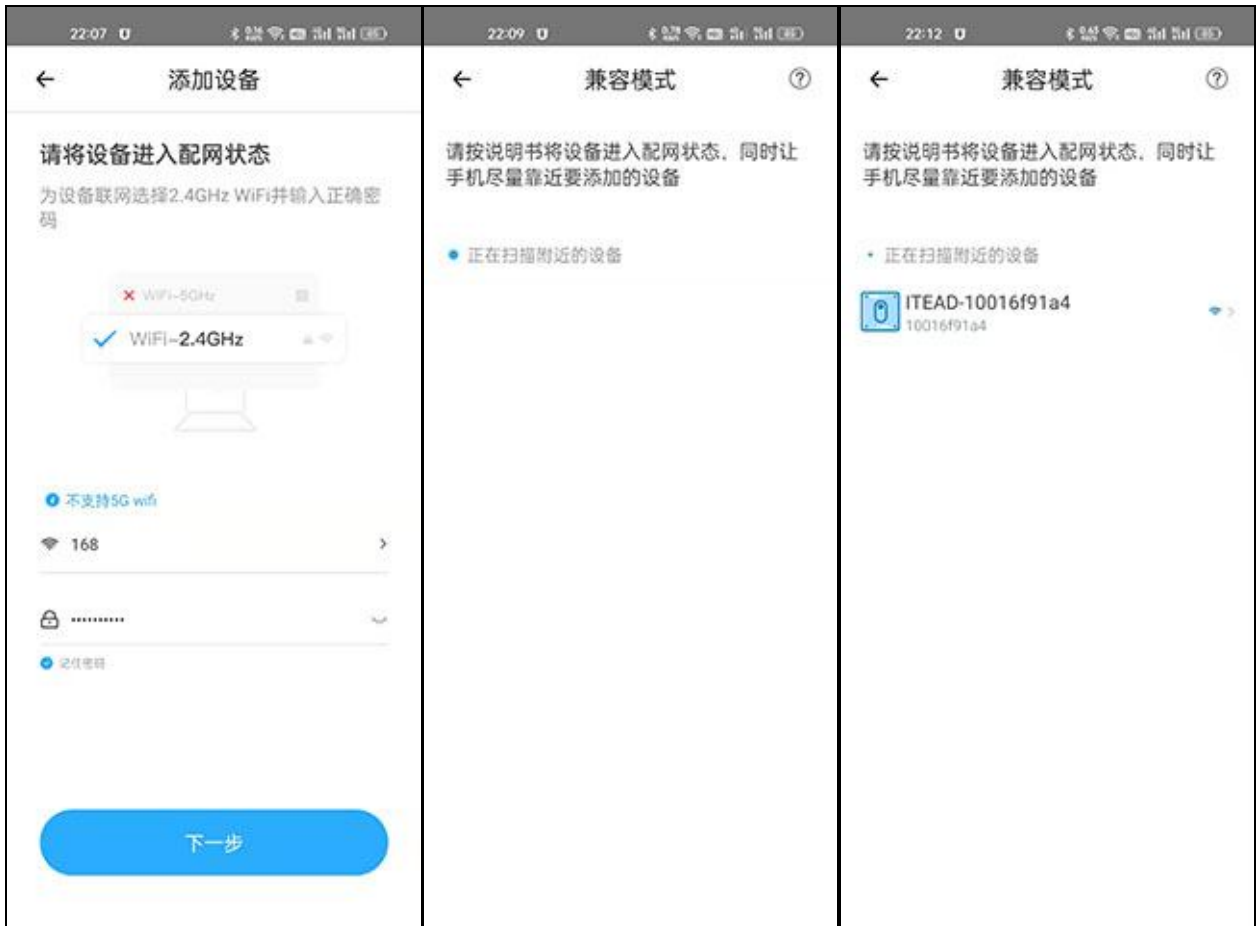 22:07
添加设备
请将设备进入配网状态
为设备联网选择2.4GHz WiFi并输入正确密
码
WiFi-5GHz
WiFi-2.4GHz
不支持5G wifi
168
··········
记住密码
下一步
22:09
兼容模式
请按说明书将设备进入配网状态，同时让
手机尽量靠近要添加的设备
正在扫描附近的设备
22:12
兼容模式
请按说明书将设备进入配网状态，同时让
手机尽量靠近要添加的设备
正在扫描附近的设备
ITEAD-10016f91a4
10016f91a4